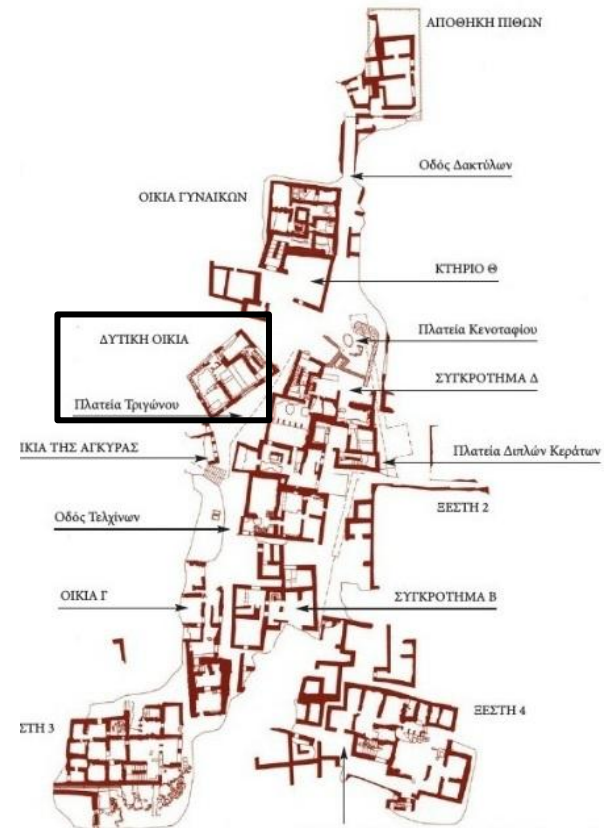 ΑΠΟΘΗΚΗ ΠΙΘΩΝ
Οδός Δακτύλων
ΟΙΚΙΑ ΓΥΝΑΙΚΩΝ
ΚΤΗΡΙΟ Θ
Πλατεία Κενοταφίου
ΔΥΤΙΚΗ ΟΙΚΙΑ
ΣΥΓΚΡΟΤΗΜΑ Δ
Πλατεία Τριγώνου
ΙΚΙΑ ΤΗΣ ΑΓΚΥΡΑΣ
Πλατεία Διπλών Κεράτων
ΞΕΣΤΗ 2
Οδός Τελχίνων
ΟΙΚΙΑ Γ
ΣΥΓΚΡΟΤΗΜΑ Β
ΞΕΣΤΗ 4
ΣΤΗ 3